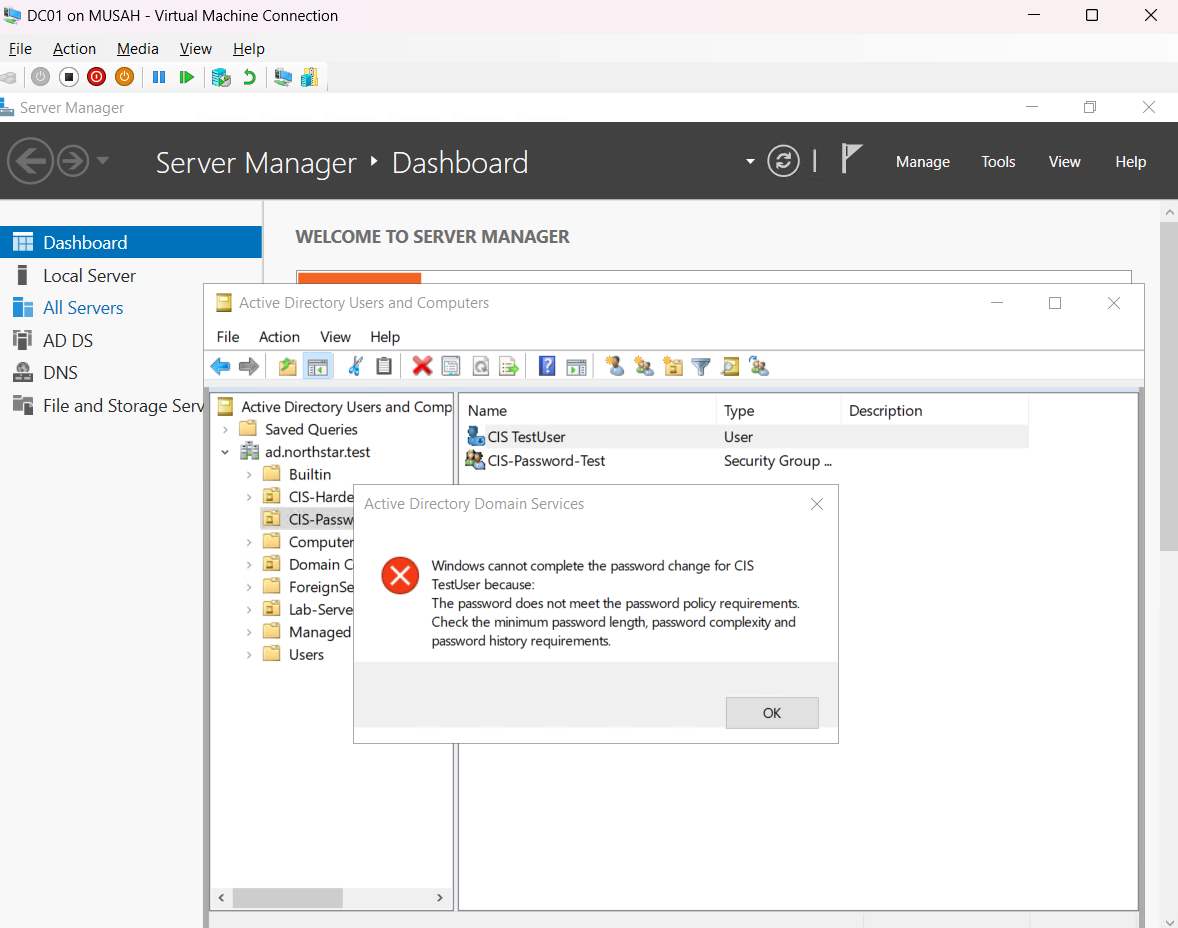 DC01 on MUSAH - Virtual Machine Connection
File Action Media View Help
Server Manager
Server Manager Dashboard
Manage Tools View Help
Dashboard
Local Server
All Servers
AD DS
DNS
File and Storage Serv
WELCOME TO SERVER MANAGER
Active Directory Users and Computers
File Action View Help
Active Directory Users and Comp
Saved Queries
ad.northstar.test
Builtin
CIS-Harde
CIS-Passw
Computer
Domain C
ForeignSe
Lab-Serve
Managed
Users
Name Type Description
CIS TestUser User
CIS-Password-Test Security Group ...
Active Directory Domain Services
Windows cannot complete the password change for CIS
TestUser because:
The password does not meet the password policy requirements.
Check the minimum password length, password complexity and
password history requirements.
OK